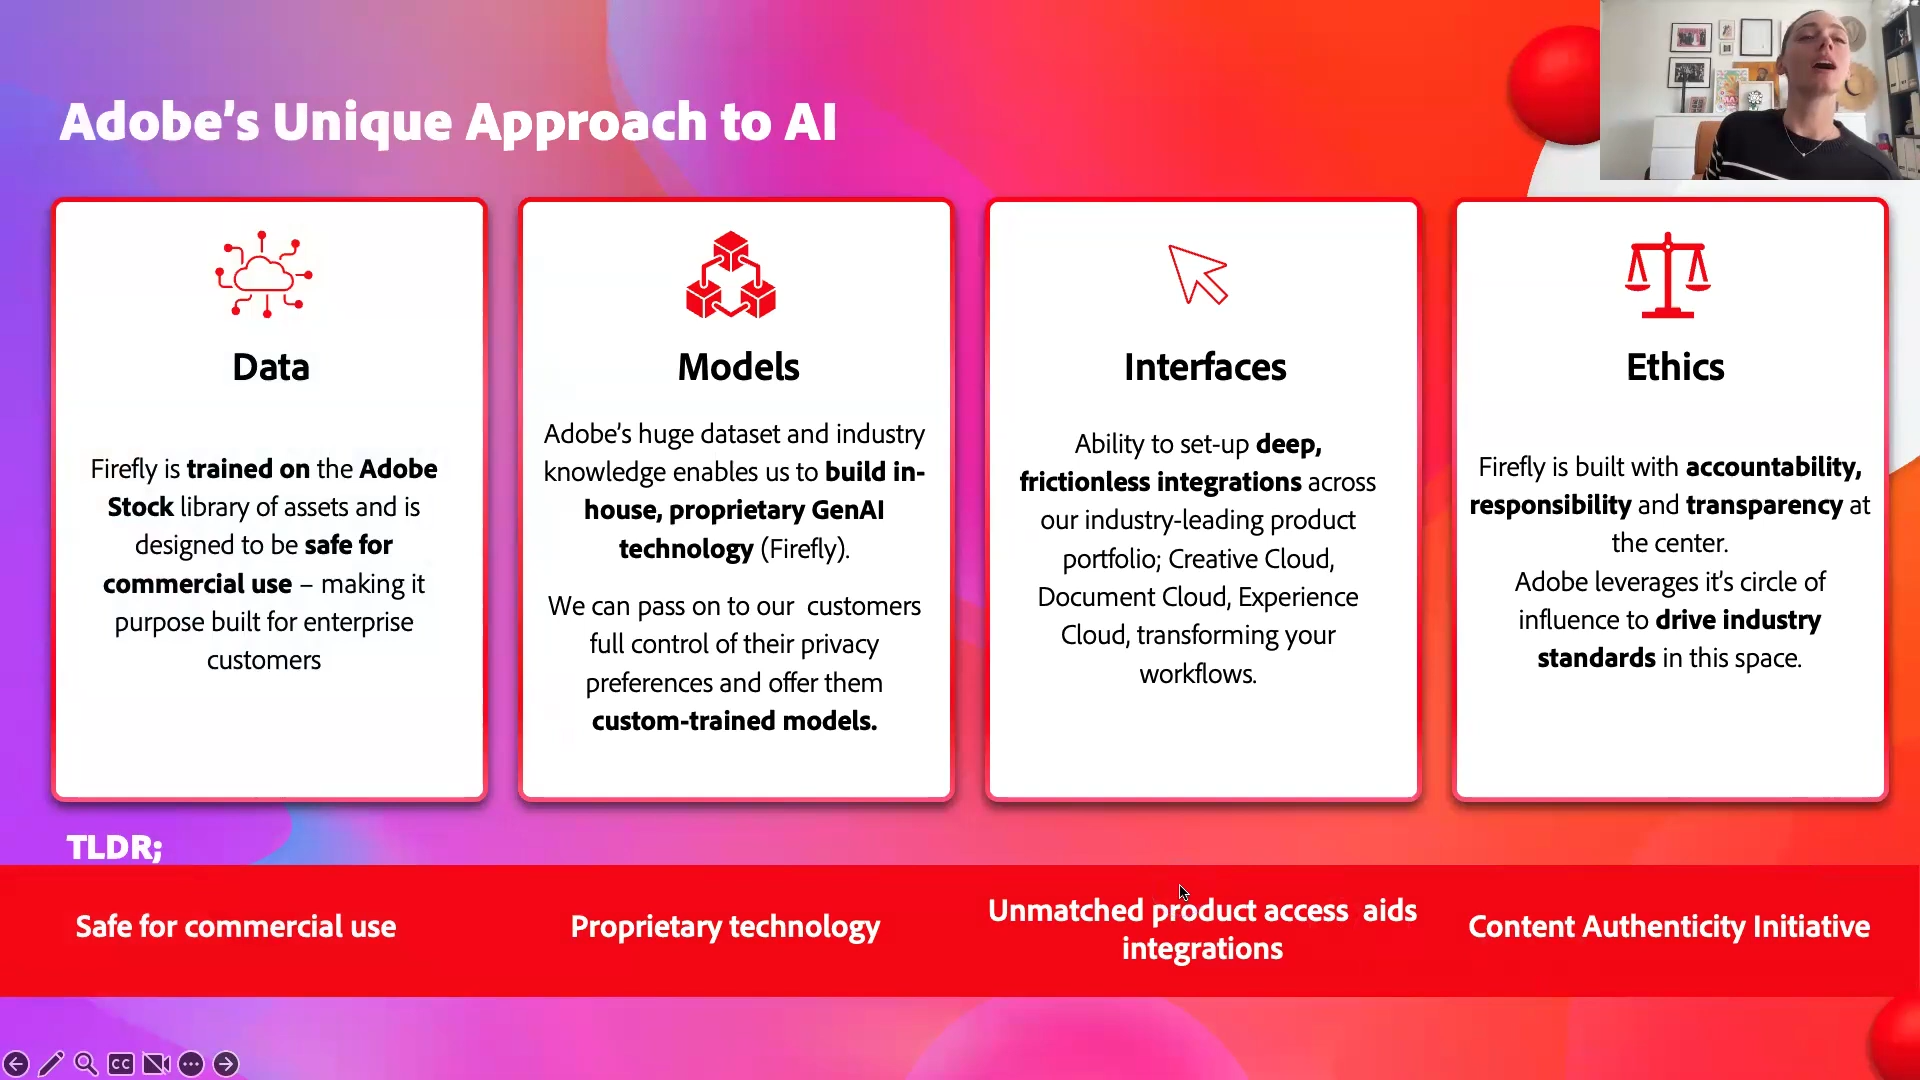 Adobe's Unique Approach to AI
Data
Firefly is trained on the Adobe
Stock library of assets and is
designed to be safe for
commercial use – making it
purpose built for enterprise
customers
Models
Adobe's huge dataset and industry
knowledge enables us to build in-
house, proprietary GenAI
technology (Firefly).
We can pass on to our  customers
full control of their privacy
preferences and offer them
custom-trained models.
Interfaces
Ability to set-up deep,
frictionless integrations across
our industry-leading product
portfolio; Creative Cloud,
Document Cloud, Experience
Cloud, transforming your
workflows.
Ethics
Firefly is built with accountability,
responsibility and transparency at
the center.
Adobe leverages it's circle of
influence to drive industry
standards in this space.
TLDR;
Safe for commercial use
Proprietary technology
Unmatched product access  aids
integrations
Content Authenticity Initiative
CC